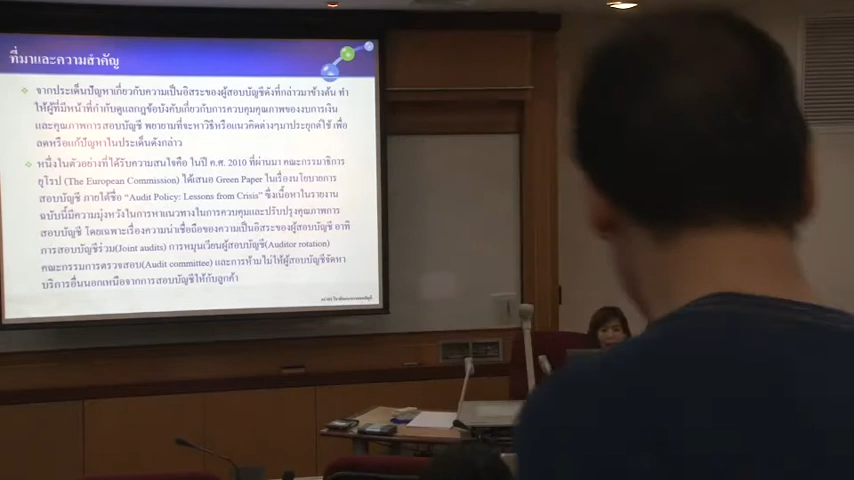 ที่มาและความสำคัญ
จากประเด็นปัญหาเกี่ยวกับความเป็นอิสระของผู้สอบบัญชีดังที่กล่าวมาข้างต้น ทำ
ให้ผู้ที่มีหน้าที่กำกับดูแลกฎข้อบังคับเกี่ยวกับการควบคุมคุณภาพของงบการเงิน
และคุณภาพการสอบบัญชี พยายามที่จะหาวิธีหรือแนวคิดต่างๆมาประยุกต์ใช้ เพื่อ
ลดหรือแก้ปัญหาในประเด็นดังกล่าว
หนึ่งในตัวอย่างที่ได้รับความสนใจคือ ในปี ค.ศ. 2010 ที่ผ่านมา คณะกรรมาธิการ
ยุโรป (The European Commission) ได้เสนอ Green Paper ในเรื่องนโยบายการ
สอบบัญชี ภายใต้ชื่อ “Audit Policy: Lessons from Crisis” ซึ่งเนื้อหาในรายงาน
ฉบับนี้มีความมุ่งหวังในการหาแนวทางในการควบคุมและปรับปรุงคุณภาพการ
สอบบัญชี โดยเฉพาะเรื่องความน่าเชื่อถือของความเป็นอิสระของผู้สอบบัญชี อาทิ
การสอบบัญชีร่วม(Joint audits) การหมุนเวียนผู้สอบบัญชี(Auditor rotation)
คณะกรรมการตรวจสอบ(Audit committee) และการห้ามไม่ให้ผู้สอบบัญชีจัดหา
บริการอื่นนอกเหนือจากการสอบบัญชีให้กับลูกค้า